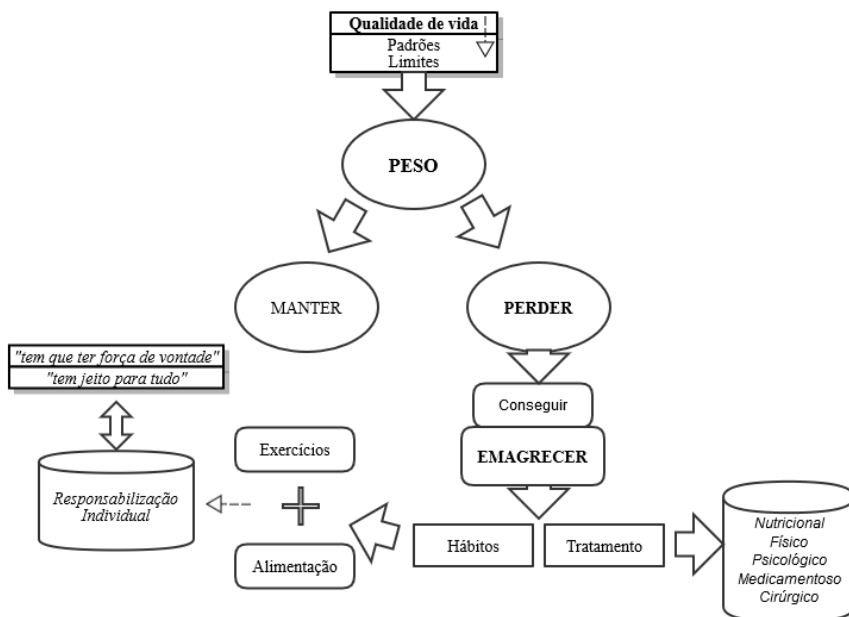 Qualidade de vida
Padrões
Limites
PESO
MANTER
PERDER
"tem que ter força de vontade"
"tem jeito para tudo"
Conseguir
EMAGRECER
Exercícios
Responsabilização
Individual
Alimentação
Hábitos
Tratamento
Nutricional
Físico
Psicológico
Medicamentoso
Cirúrgico